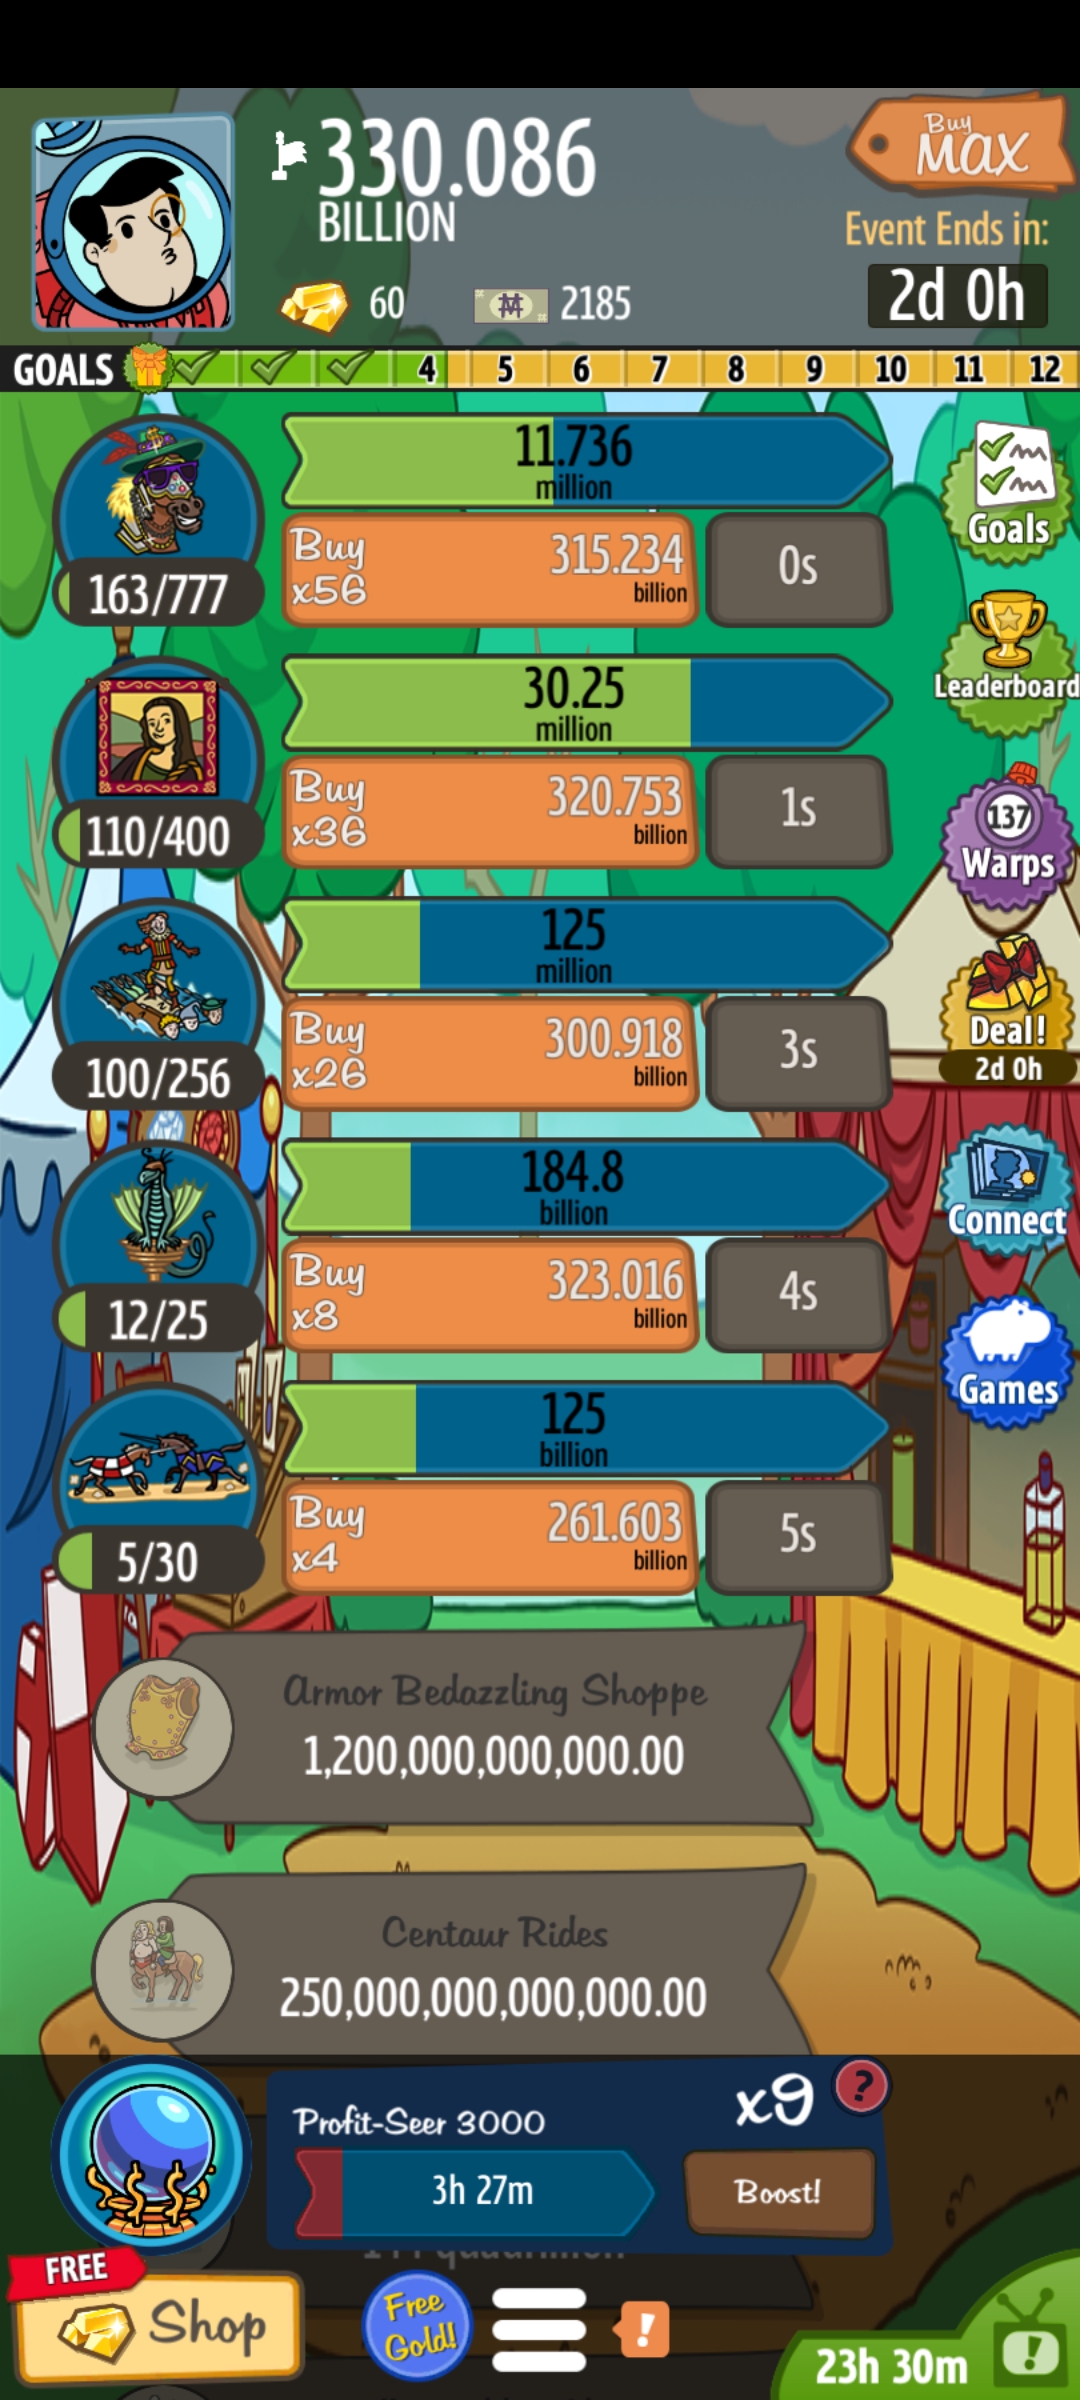 330.086
BILLION
Buy
MAX
Event Ends in:
60
2185
2d 0h
GOALS 4 5 6 7 8 9 10 11 12
11.736
million
Buy
x56
315.234
billion
0s
163/777
Goals
30.25
million
Leaderboard
Buy
x36
320.753
billion
1s
110/400
137
Warps
125
million
Buy
x26
300.918
billion
3s
100/256
Deal!
2d 0h
184.8
billion
Buy
x8
323.016
billion
4s
12/25
Connect
125
billion
Games
Buy
x4
261.603
billion
5s
5/30
Armor Bedazzling Shoppe
1,200,000,000,000.00
Centaur Rides
250,000,000,000,000.00
Profit-Seer 3000
x9
?
3h 27m
Boost!
FREE
Shop
Free
Gold!
!
23h 30m
!